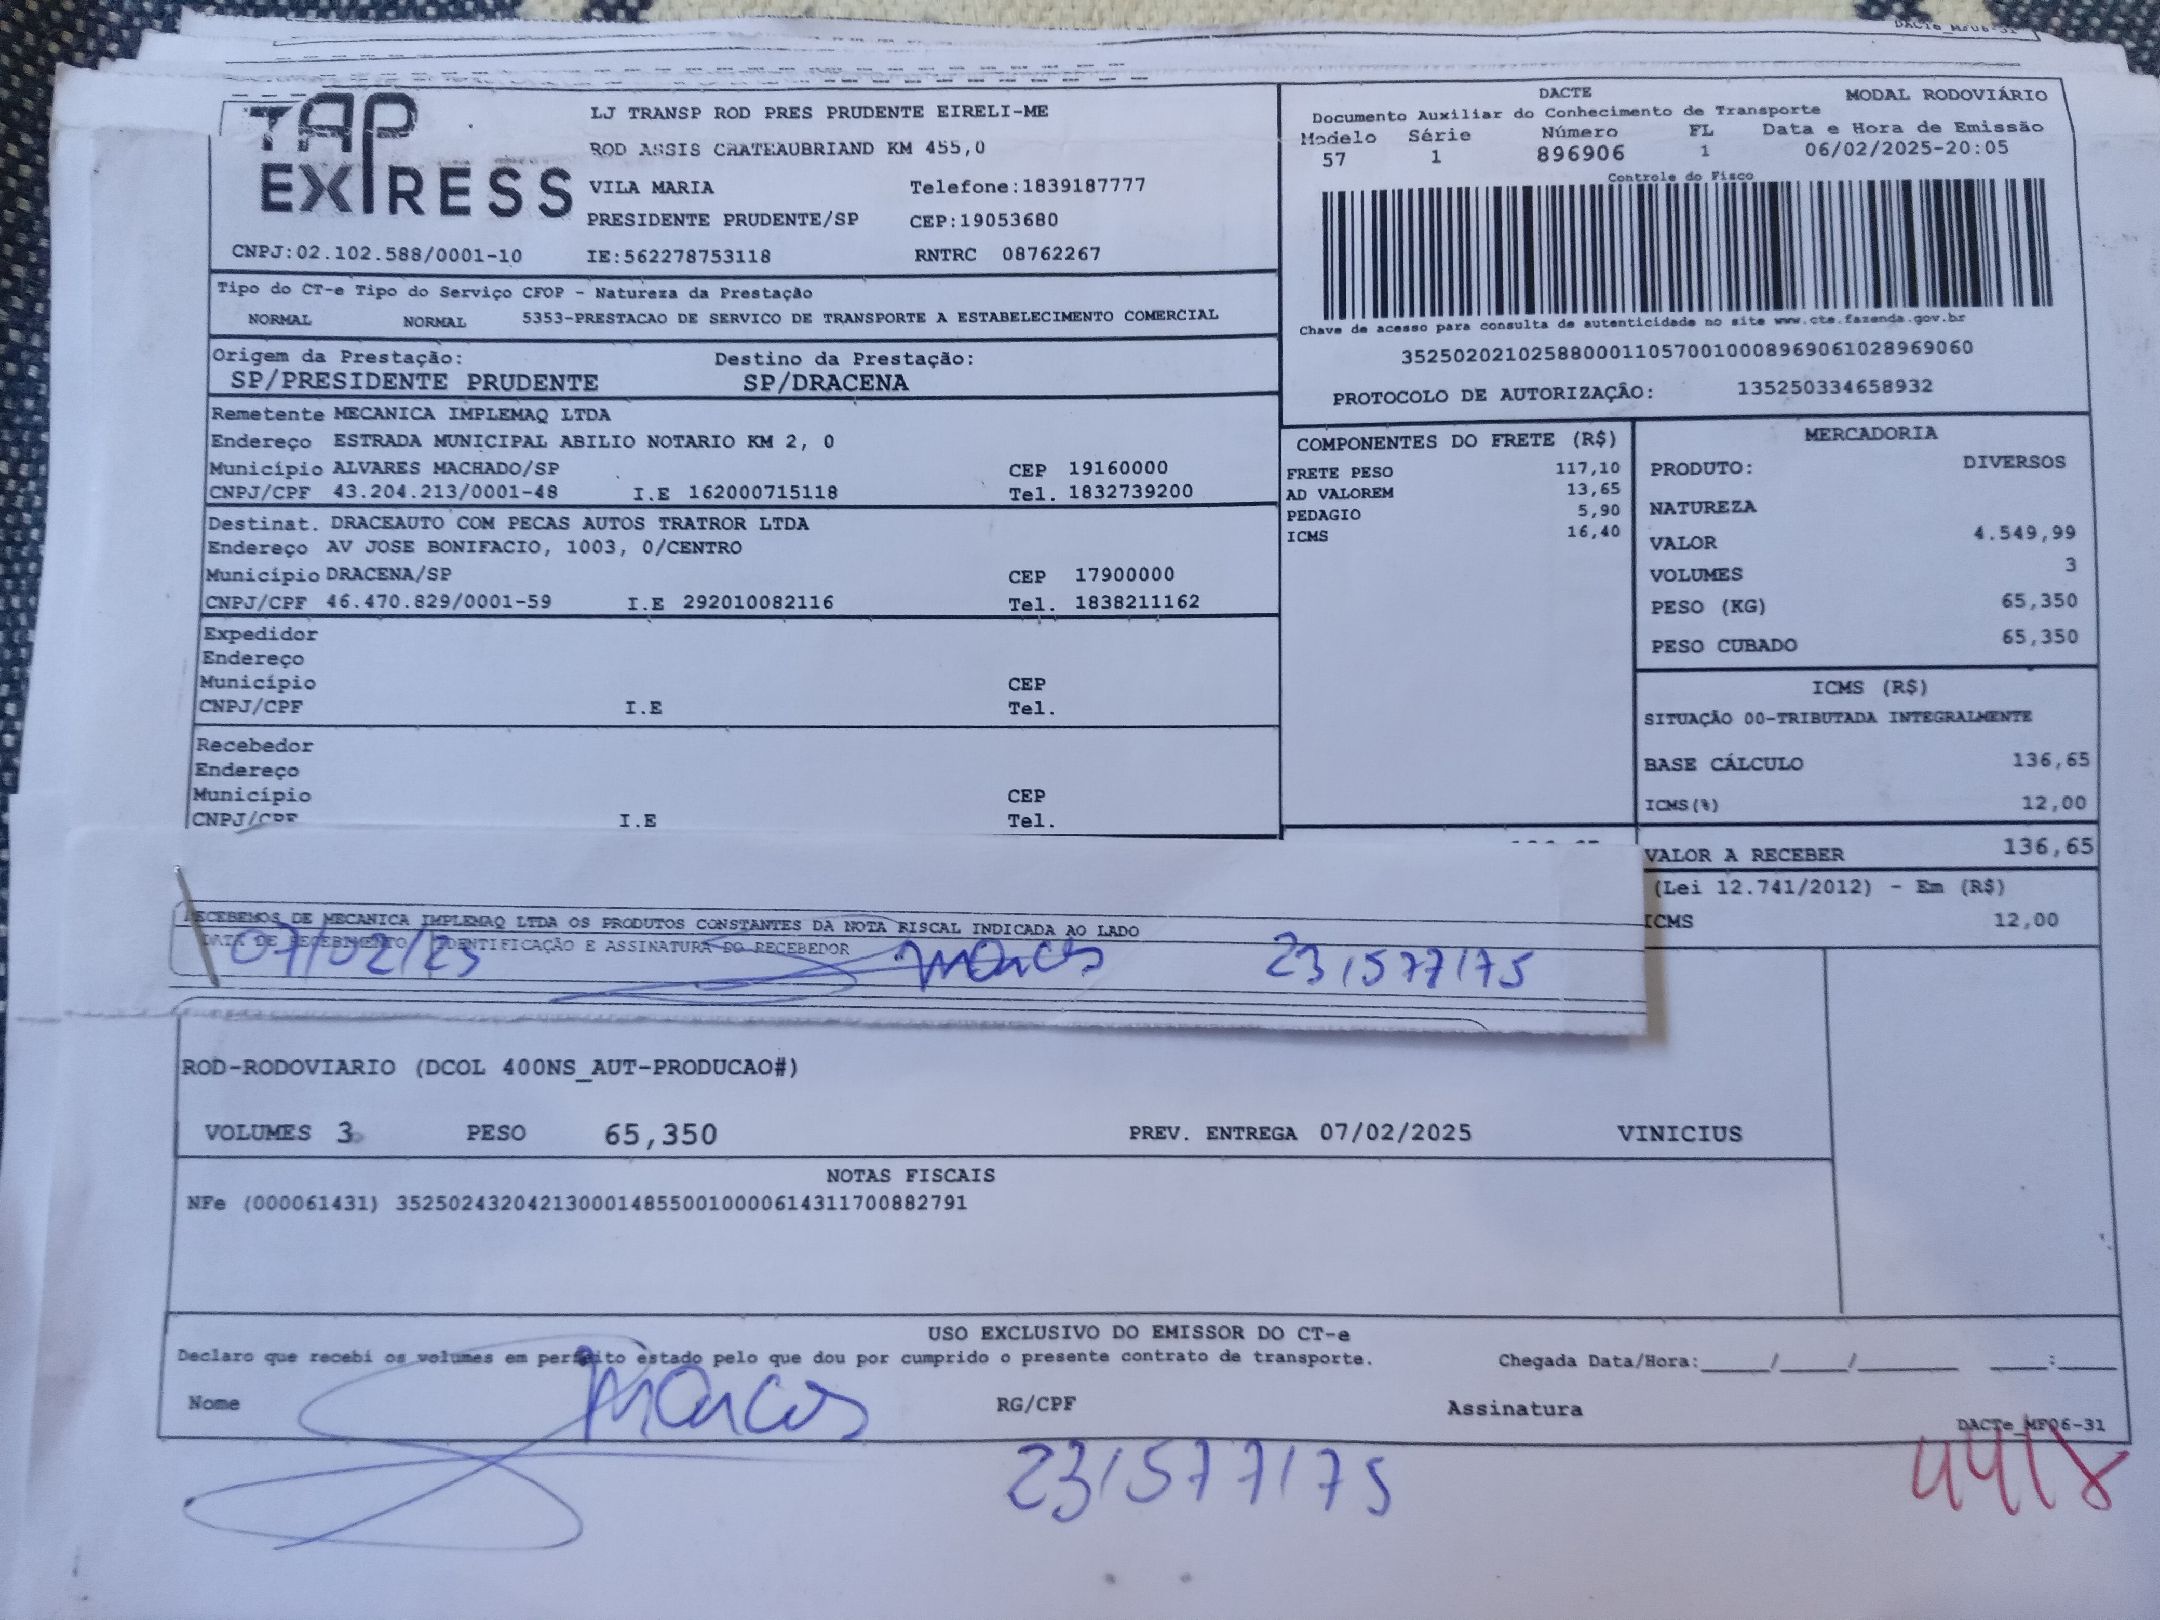 DACTe_MF06-31
TAP EXPRESS
LJ TRANSP ROD PRES PRUDENTE EIRELI-ME
ROD ASSIS CHATEAUBRIAND KM 455,0
VILA MARIA Telefone:1839187777
PRESIDENTE PRUDENTE/SP CEP:19053680
CNPJ:02.102.588/0001-10 IE:562278753118 RNTRC 08762267
DACTE MODAL RODOVIÁRIO
Documento Auxiliar do Conhecimento de Transporte
Modelo Série Número FL Data e Hora de Emissão
57 1 896906 1 06/02/2025-20:05
Controle do Fisco
Chave de acesso para consulta de autenticidade no site www.cte.fazenda.gov.br
35250202102588000110570010008969061028969060
PROTOCOLO DE AUTORIZAÇÃO: 135250334658932
Tipo do CT-e Tipo do Serviço CFOP - Natureza da Prestação
NORMAL NORMAL 5353-PRESTACAO DE SERVICO DE TRANSPORTE A ESTABELECIMENTO COMERCIAL
Origem da Prestação: Destino da Prestação:
SP/PRESIDENTE PRUDENTE SP/DRACENA
Remetente MECANICA IMPLEMAQ LTDA
Endereço ESTRADA MUNICIPAL ABILIO NOTARIO KM 2, 0
Município ALVARES MACHADO/SP CEP 19160000
CNPJ/CPF 43.204.213/0001-48 I.E 162000715118 Tel. 1832739200
Destinat. DRACEAUTO COM PECAS AUTOS TRATROR LTDA
Endereço AV JOSE BONIFACIO, 1003, 0/CENTRO
Município DRACENA/SP CEP 17900000
CNPJ/CPF 46.470.829/0001-59 I.E 292010082116 Tel. 1838211162
Expedidor
Endereço
Município CEP
CNPJ/CPF I.E Tel.
Recebedor
Endereço
Município CEP
CNPJ/CPF I.E Tel.
COMPONENTES DO FRETE (R$)
FRETE PESO 117,10
AD VALOREM 13,65
PEDAGIO 5,90
ICMS 16,40
MERCADORIA
PRODUTO: DIVERSOS
NATUREZA
VALOR 4.549,99
VOLUMES 3
PESO (KG) 65,350
PESO CUBADO 65,350
ICMS (R$)
SITUAÇÃO 00-TRIBUTADA INTEGRALMENTE
BASE CÁLCULO 136,65
ICMS(%) 12,00
VALOR A RECEBER 136,65
(Lei 12.741/2012) - Em (R$)
ICMS 12,00
RECEBEMOS DE MECANICA IMPLEMAQ LTDA OS PRODUTOS CONSTANTES DA NOTA FISCAL INDICADA AO LADO
DATA DE RECEBIMENTO IDENTIFICAÇÃO E ASSINATURA DO RECEBEDOR
07/02/25 Marcos 231577175
ROD-RODOVIARIO (DCOL 400NS_AUT-PRODUCAO#)
VOLUMES 3 PESO 65,350 PREV. ENTREGA 07/02/2025 VINICIUS
NOTAS FISCAIS
NFe (000061431) 35250243204213000148550010000614311700882791
USO EXCLUSIVO DO EMISSOR DO CT-e
Declaro que recebi os volumes em perfeito estado pelo que dou por cumprido o presente contrato de transporte. Chegada Data/Hora:_____/_____/________ ____:_____
Nome Marcos RG/CPF Assinatura
DACTe_MF06-31
231577175